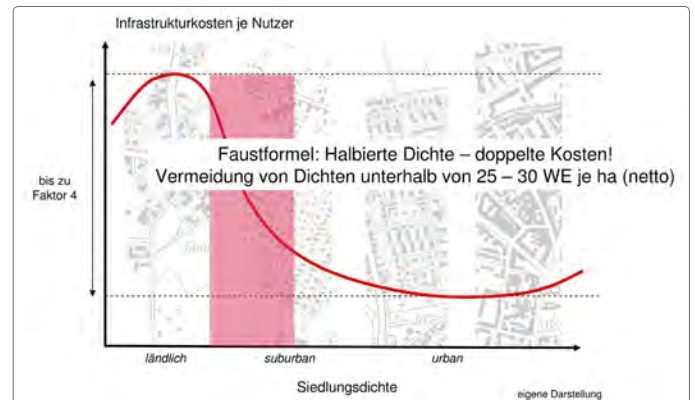 Infrastrukturkosten je Nutzer
Faustformel: Halbierte Dichte – doppelte Kosten!
Vermeidung von Dichten unterhalb von 25 – 30 WE je ha (netto)
bis zu
Faktor 4
ländlich suburban urban
Siedlungsdichte
eigene Darstellung